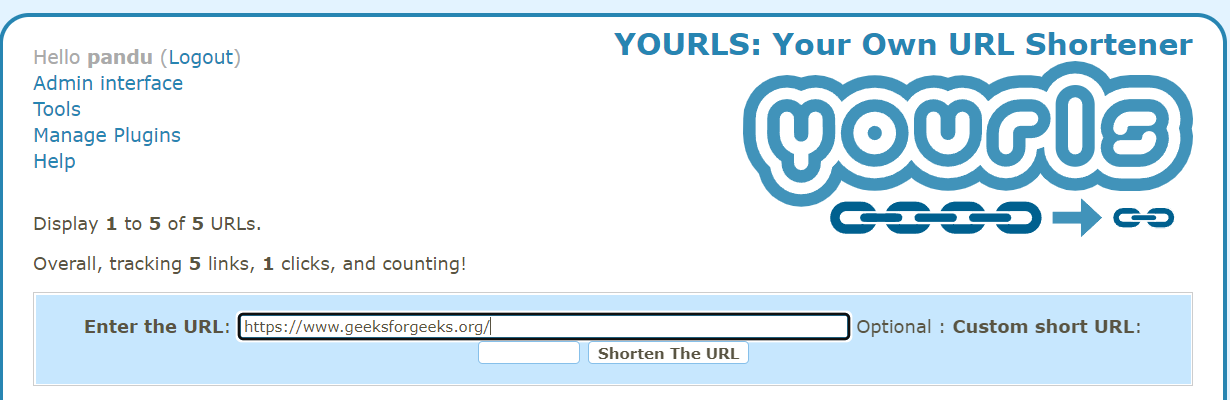 Hello pandu (Logout)
Admin interface
Tools
Manage Plugins
Help
YOURLS: Your Own URL Shortener
yourls
Display 1 to 5 of 5 URLs.
Overall, tracking 5 links, 1 clicks, and counting!
Enter the URL: https://www.geeksforgeeks.org/ Optional : Custom short URL:
Shorten The URL